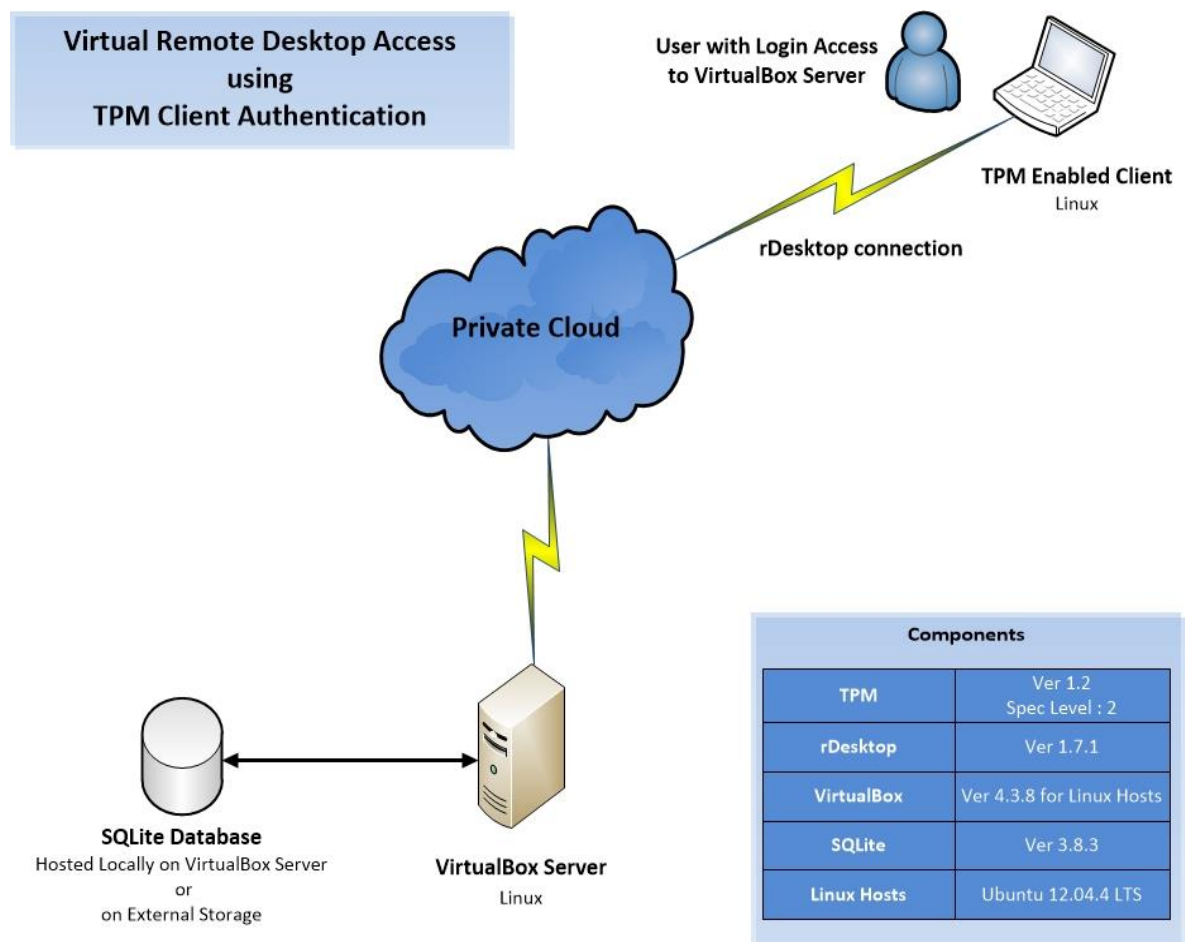 Virtual Remote Desktop Access
using
TPM Client Authentication
User with Login Access
to VirtualBox Server
TPM Enabled Client
Linux
rDesktop connection
Private Cloud
SQLite Database
Hosted Locally on VirtualBox Server
or
on External Storage
VirtualBox Server
Linux
Components
TPM
Ver 1.2
Spec Level : 2
rDesktop
Ver 1.7.1
VirtualBox
Ver 4.3.8 for Linux Hosts
SQLite
Ver 3.8.3
Linux Hosts
Ubuntu 12.04.4 LTS